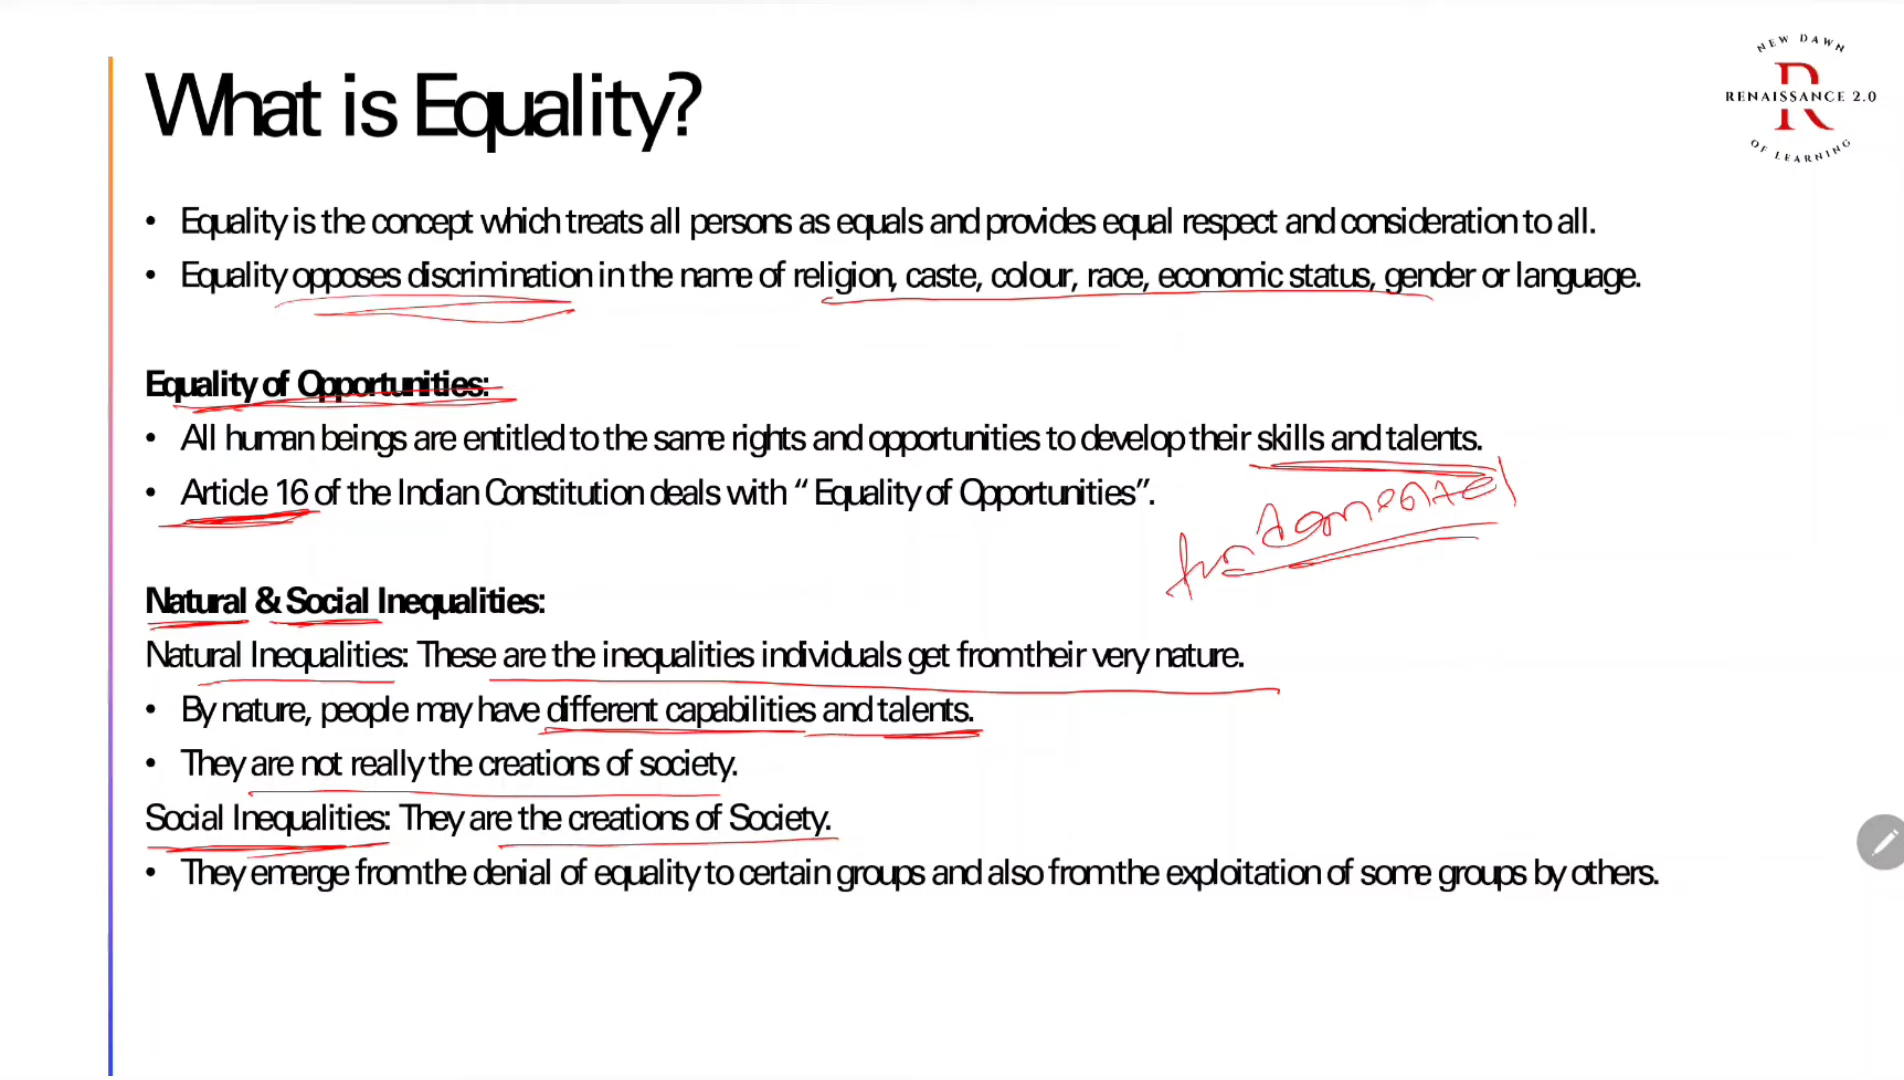 What is Equality?
NEW DAWN
R
RENAISSANCE 2.0
OF LEARNING
• Equality is the concept which treats all persons as equals and provides equal respect and consideration to all.
• Equality opposes discrimination in the name of religion, caste, colour, race, economic status, gender or language.
Equality of Opportunities:
• All human beings are entitled to the same rights and opportunities to develop their skills and talents.
• Article 16 of the Indian Constitution deals with “ Equality of Opportunities”.
fundamental
Natural & Social Inequalities:
Natural Inequalities: These are the inequalities individuals get from their very nature.
• By nature, people may have different capabilities and talents.
• They are not really the creations of society.
Social Inequalities: They are the creations of Society.
• They emerge from the denial of equality to certain groups and also from the exploitation of some groups by others.